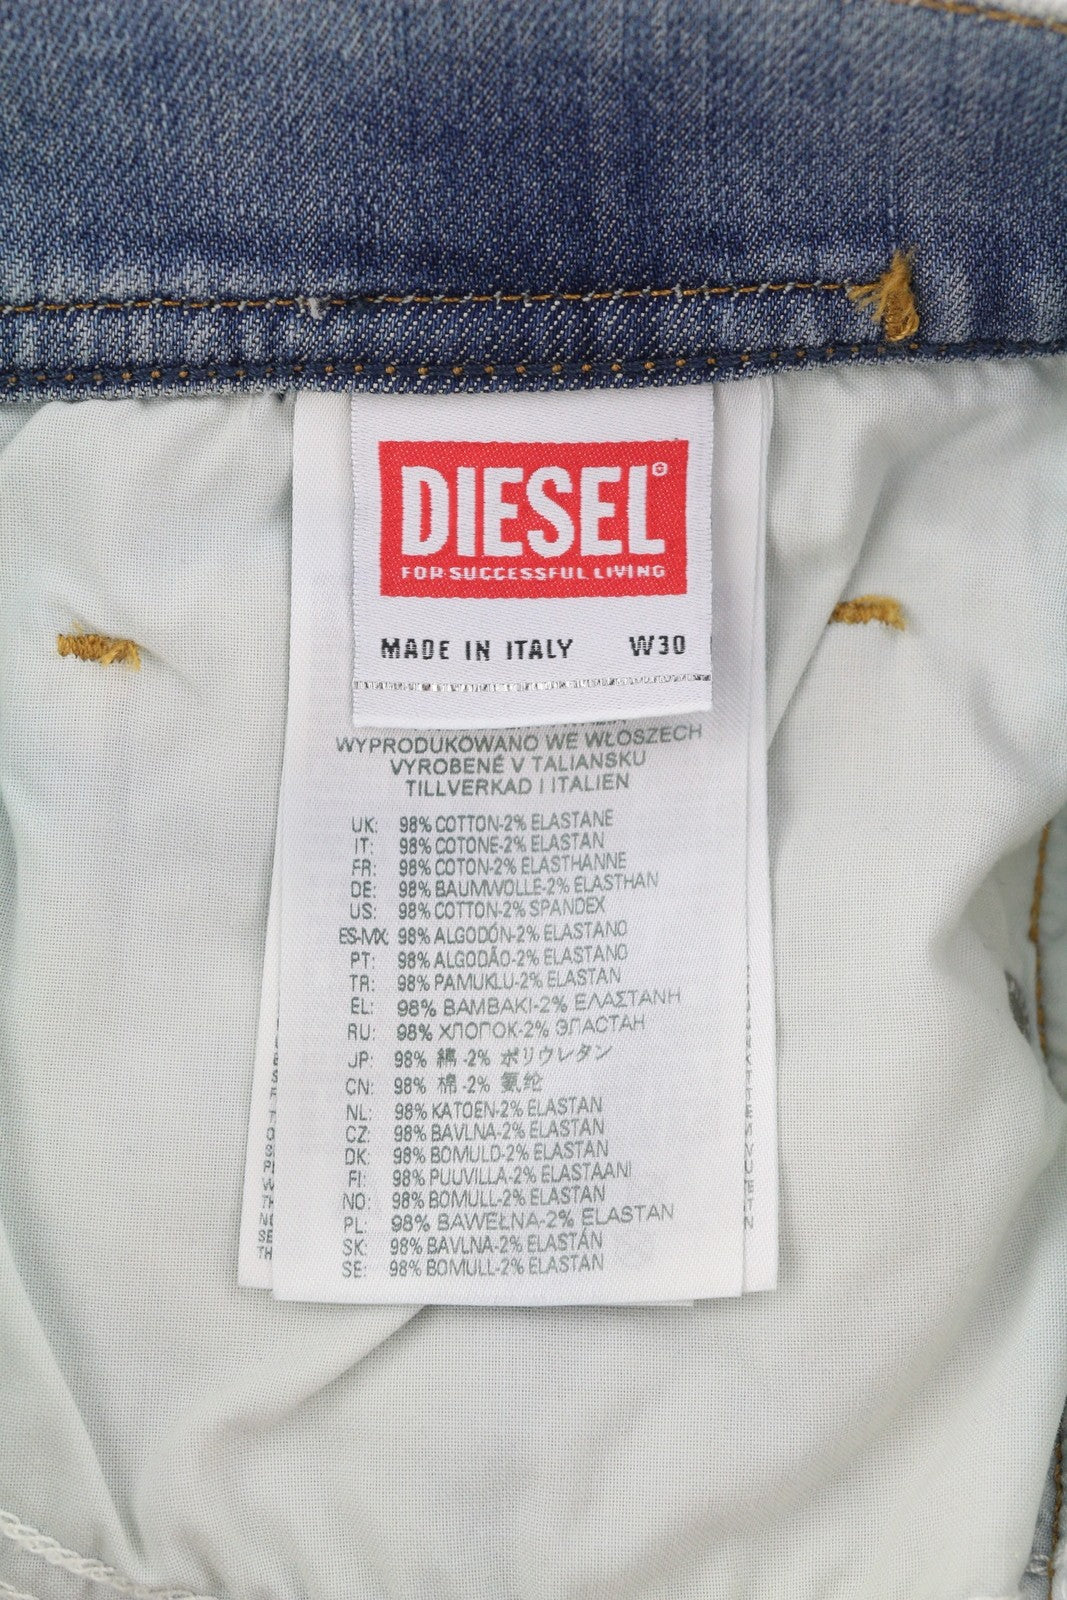 DIESEL®
FOR SUCCESSFUL LIVING
MADE IN ITALY W30
WYPRODUKOWANO WE WŁOSZECH
VYROBENÉ V TALIANSKU
TILLVERKAD I ITALIEN
UK: 98% COTTON-2% ELASTANE
IT: 98% COTONE-2% ELASTAN
FR: 98% COTON-2% ELASTHANNE
DE: 98% BAUMWOLLE-2% ELASTHAN
US: 98% COTTON-2% SPANDEX
ES-MX: 98% ALGODÓN-2% ELASTANO
PT: 98% ALGODÃO-2% ELASTANO
TR: 98% PAMUKLU-2% ELASTAN
EL: 98% ΒΑΜΒΑΚΙ-2% ΕΛΑΣΤΑΝΗ
RU: 98% ХЛОПОК-2% ЭЛАСТАН
JP: 98% 綿 -2% ポリウレタン
CN: 98% 棉 -2% 氨纶
NL: 98% KATOEN-2% ELASTAN
CZ: 98% BAVLNA-2% ELASTAN
DK: 98% BOMULD-2% ELASTAN
FI: 98% PUUVILLA-2% ELASTAANI
NO: 98% BOMULL-2% ELASTAN
PL: 98% BAWEŁNA-2% ELASTAN
SK: 98% BAVLNA-2% ELASTÁN
SE: 98% BOMULL-2% ELASTAN